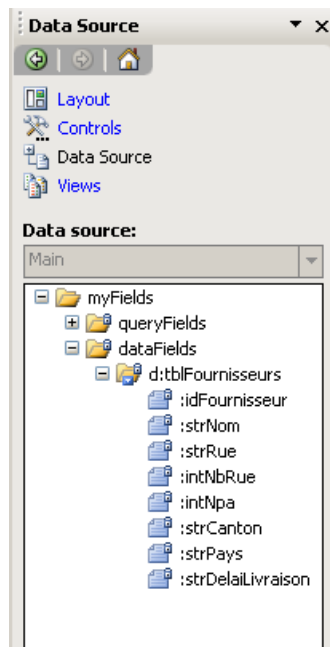 Data Source
Layout
Controls
Data Source
Views
Data source:
Main
myFields
queryFields
dataFields
d:tblFournisseurs
:idFournisseur
:strNom
:strRue
:intNbRue
:intNpa
:strCanton
:strPays
:strDelaiLivraison